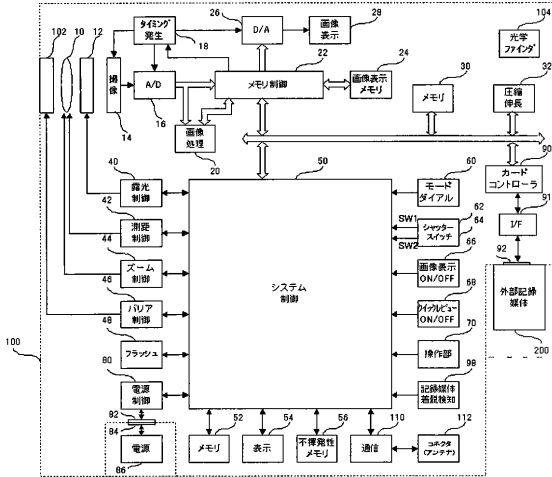 102
10
12
タイミング
発生
18
26
D/A
28
画像
表示
104
光学
ファインダ
撮
像
14
A/D
16
22
メモリ制御
24
画像表示
メモリ
30
メモリ
32
圧縮
伸長
画像
処理
20
90
カード
コントローラ
91
I/F
92
外部記録
媒体
200
40
露光
制御
42
測距
制御
44
ズーム
制御
46
バリア
制御
48
フラッシュ
80
電源
制御
82
84
電源
86
100
50
システム
制御
60
モード
ダイアル
62
64
SW1
シャッター
スイッチ
SW2
66
画像表示
ON/OFF
68
クイックレビュー
ON/OFF
70
操作部
98
記録媒体
着脱検知
52
メモリ
54
表示
56
不揮発性
メモリ
110
通信
112
コネクタ
(アンテナ)